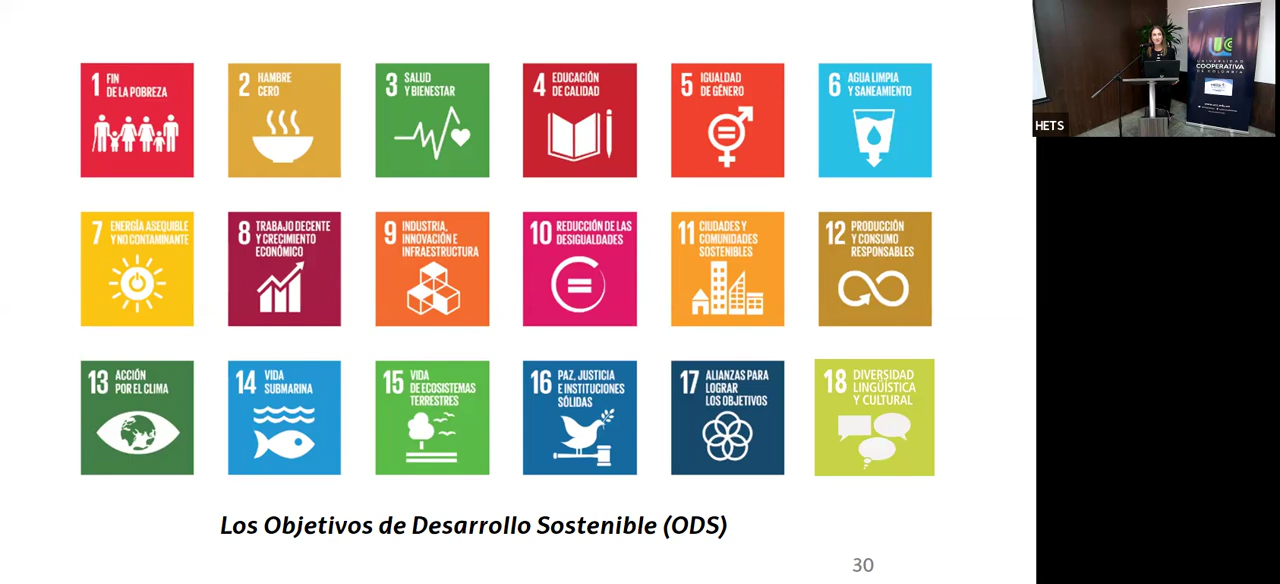 1 FIN
DE LA POBREZA
2 HAMBRE
CERO
3 SALUD
Y BIENESTAR
4 EDUCACIÓN
DE CALIDAD
5 IGUALDAD
DE GÉNERO
6 AGUA LIMPIA
Y SANEAMIENTO
7 ENERGÍA ASEQUIBLE
Y NO CONTAMINANTE
8 TRABAJO DECENTE
Y CRECIMIENTO
ECONÓMICO
9 INDUSTRIA,
INNOVACIÓN E
INFRAESTRUCTURA
10 REDUCCIÓN DE LAS
DESIGUALDADES
11 CIUDADES Y
COMUNIDADES
SOSTENIBLES
12 PRODUCCIÓN
Y CONSUMO
RESPONSABLES
13 ACCIÓN
POR EL CLIMA
14 VIDA
SUBMARINA
15 VIDA
DE ECOSISTEMAS
TERRESTRES
16 PAZ, JUSTICIA
E INSTITUCIONES
SÓLIDAS
17 ALIANZAS PARA
LOGRAR
LOS OBJETIVOS
18 DIVERSIDAD
LINGÜÍSTICA
Y CULTURAL
Los Objetivos de Desarrollo Sostenible (ODS)
30
UCC
UNIVERSIDAD
COOPERATIVA
DE COLOMBIA
HETS